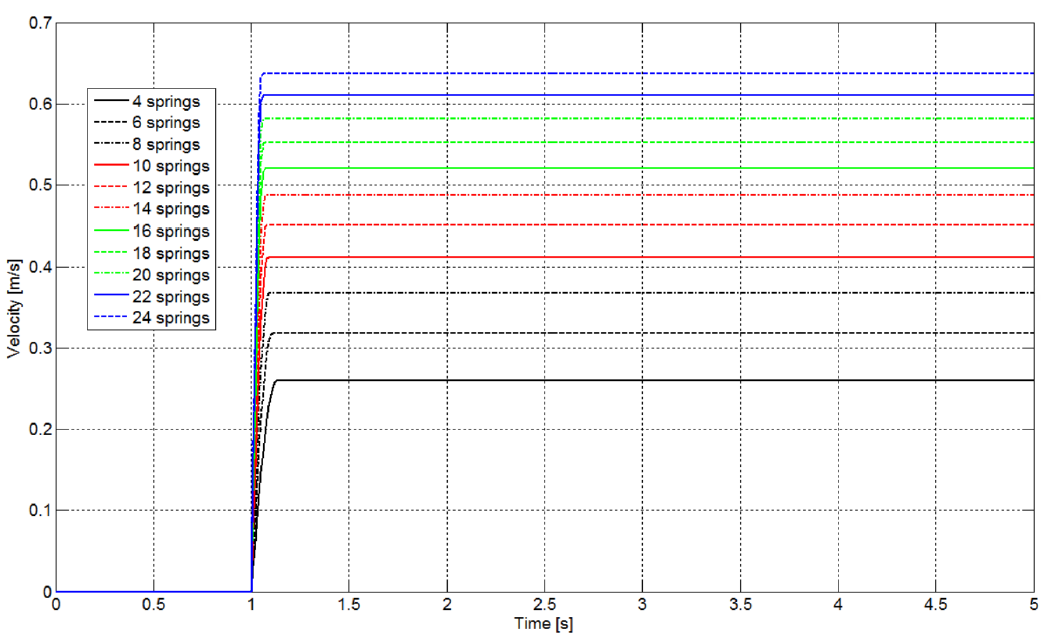 0.7
0.6
0.5
0.4
0.3
0.2
0.1
0
Velocity [m/s]
4 springs
6 springs
8 springs
10 springs
12 springs
14 springs
16 springs
18 springs
20 springs
22 springs
24 springs
0 0.5 1 1.5 2 2.5 3 3.5 4 4.5 5
Time [s]